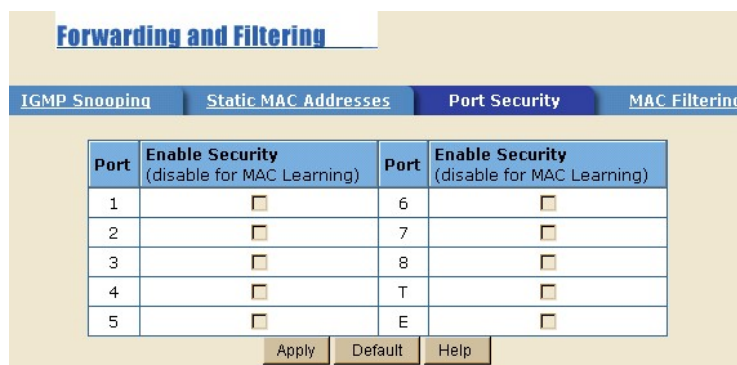 Forwarding and Filtering
IGMP Snooping Static MAC Addresses Port Security MAC Filtering
Port Enable Security (disable for MAC Learning) Port Enable Security (disable for MAC Learning)
1 6
2 7
3 8
4 T
5 E
Apply Default Help